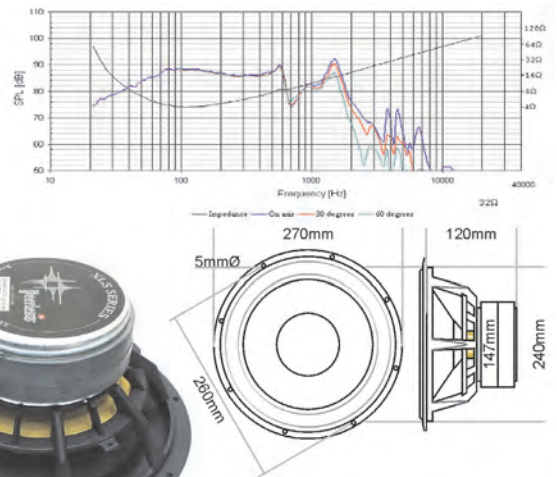 110
100
90
80
70
60
50
SPL [dB]
128Ω
64Ω
32Ω
16Ω
8Ω
4Ω
10
100
1000
10000
40000
Frequency [Hz]
32Ω
Impedance
On axis
30 degrees
60 degrees
270mm
120mm
5mmØ
147mm
240mm
260mm
XLS SERIES
Peerless